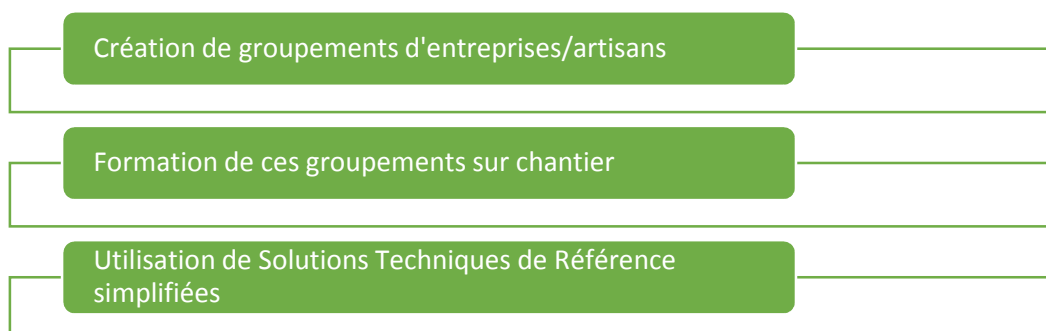 Création de groupements d'entreprises/artisans
Formation de ces groupements sur chantier
Utilisation de Solutions Techniques de Référence
simplifiées